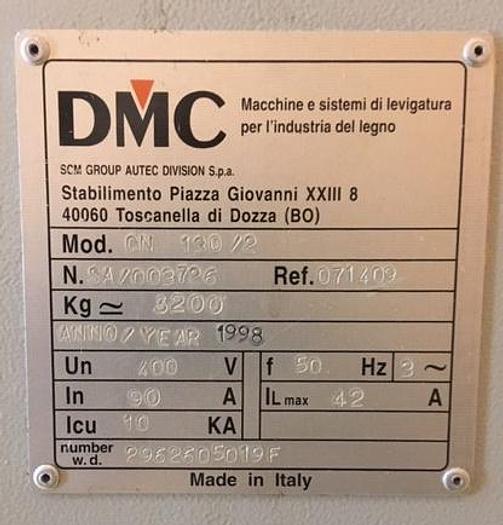 DMC Macchine e sistemi di levigatura
per l'industria del legno
SCM GROUP AUTEC DIVISION S.p.a.
Stabilimento Piazza Giovanni XXIII 8
40060 Toscanella di Dozza (BO)
Mod. 130/2
N. SA/003726 Ref. 071409
Kg ≃ 3200
ANNO/YEAR 1998
Un 400 V f 50 Hz 3 ~
In 90 A IL max 42 A
Icu 10 KA
number
w.d. 2962605019F
Made in Italy